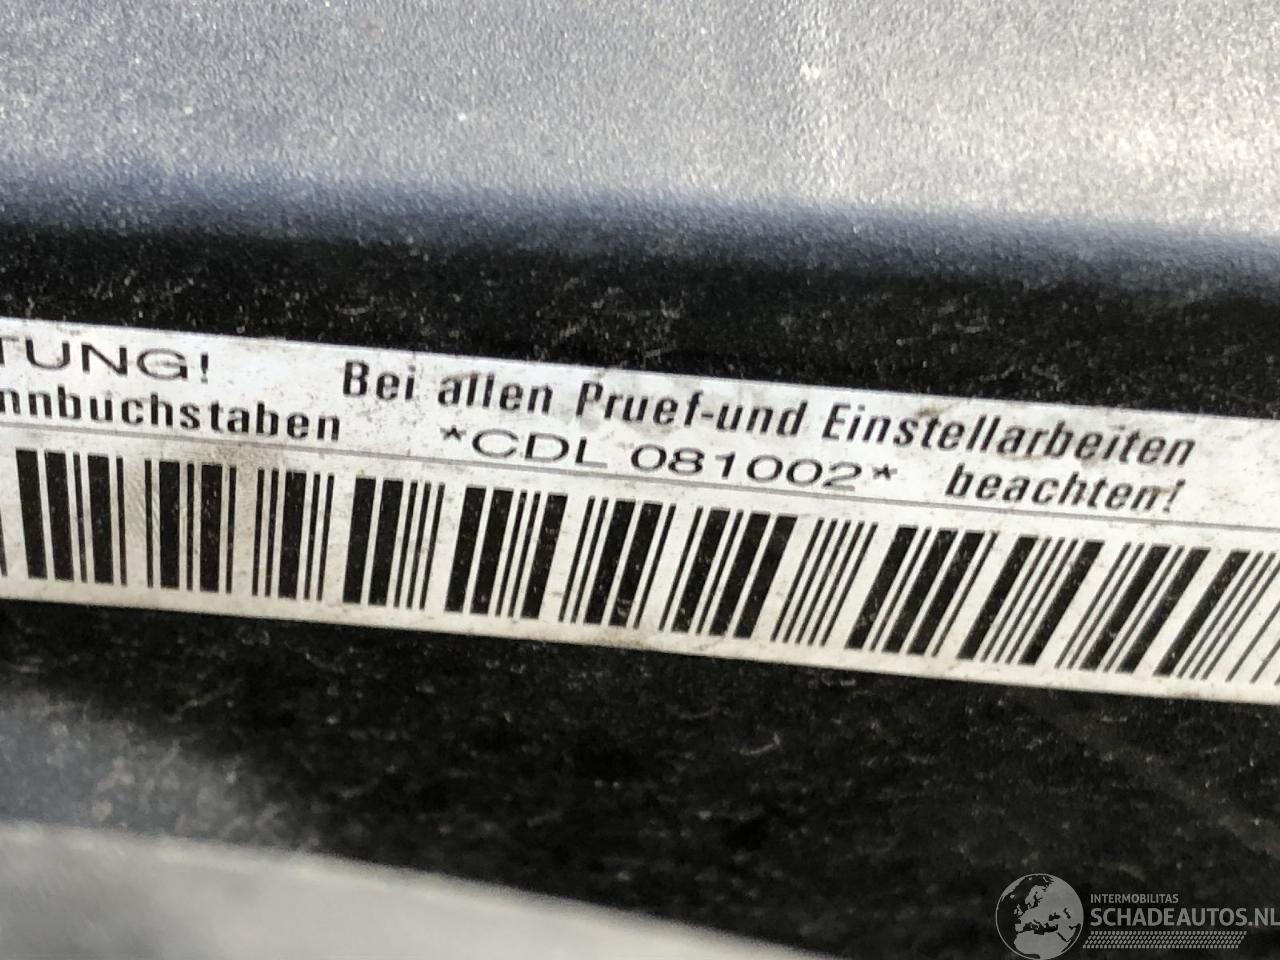 TUNG! Bei allen Pruef-und Einstellarbeiten
nnbuchstaben *CDL 081002* beachten!
INTERMOBILITAS
SCHADEAUTOS.NL